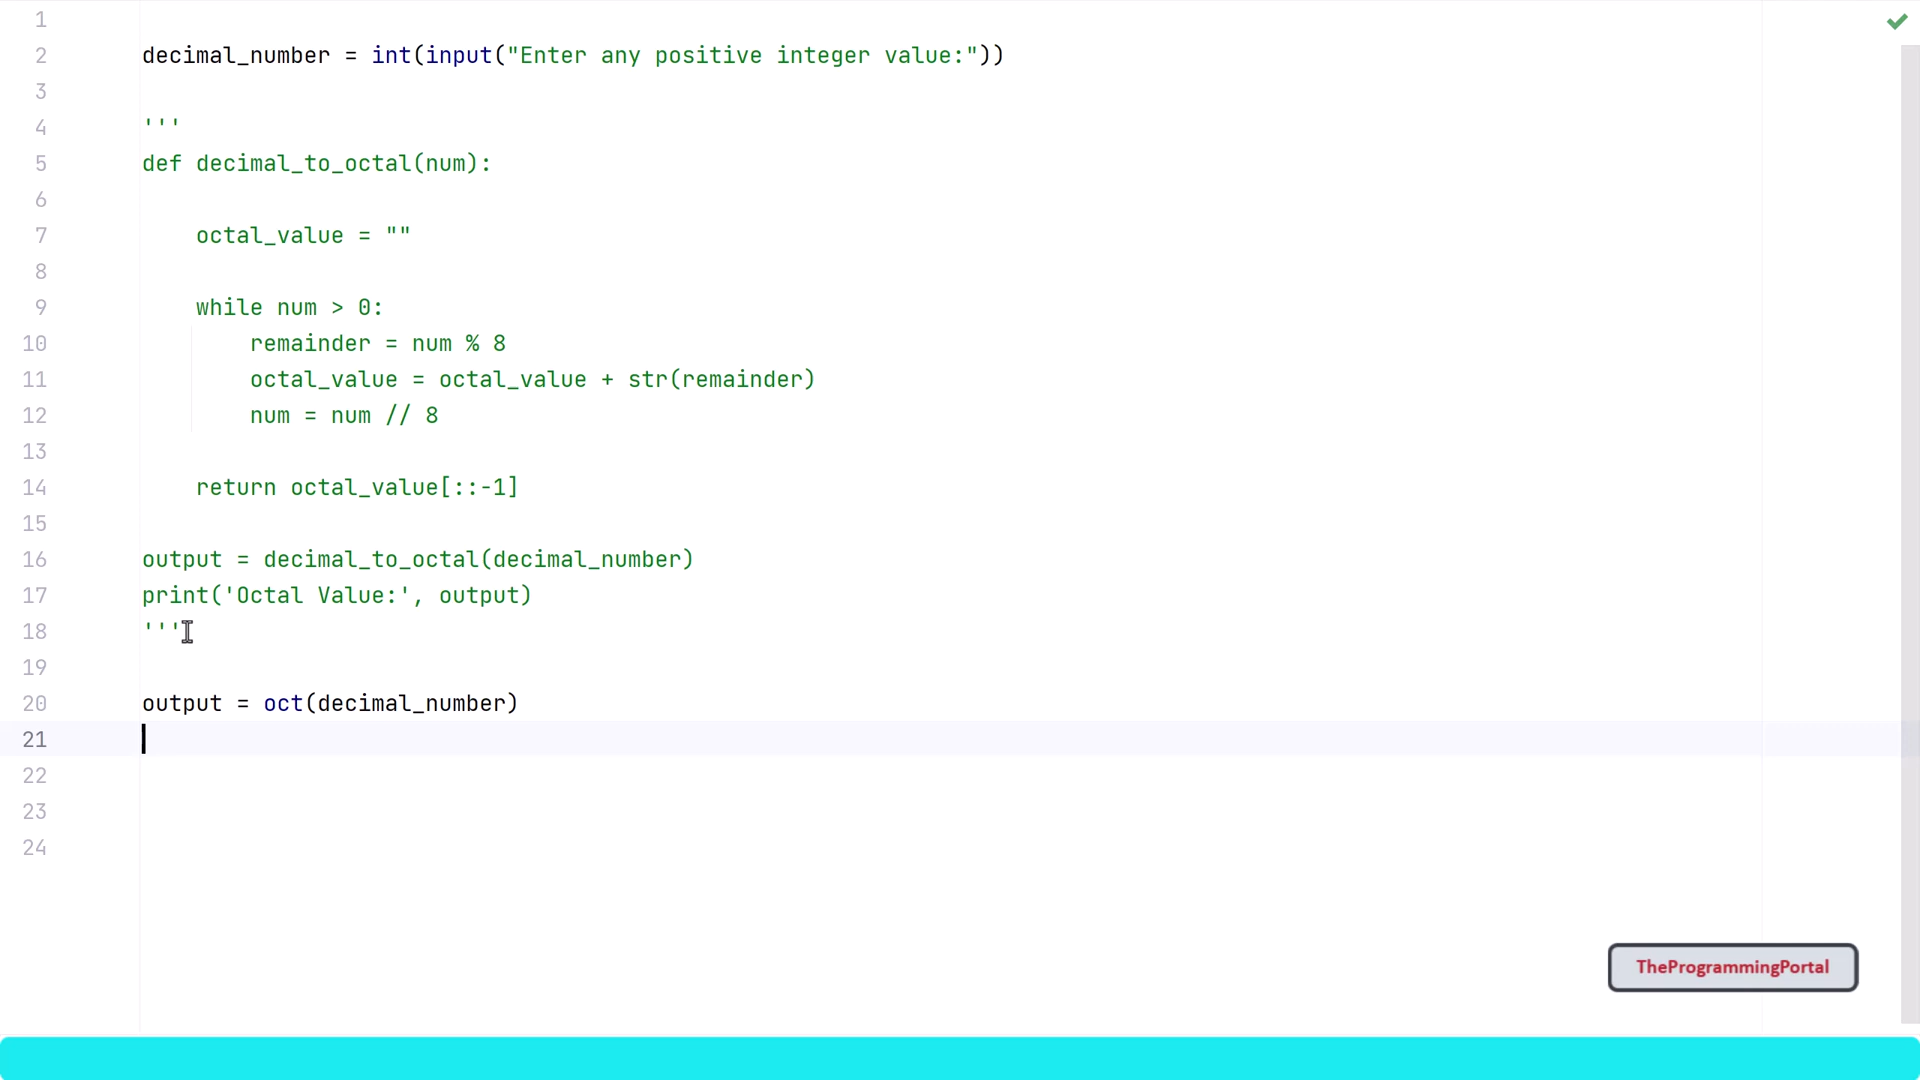 1
2 decimal_number = int(input("Enter any positive integer value:"))
3
4 '''
5 def decimal_to_octal(num):
6
7     octal_value = ""
8
9     while num > 0:
10         remainder = num % 8
11         octal_value = octal_value + str(remainder)
12         num = num // 8
13
14     return octal_value[::-1]
15
16 output = decimal_to_octal(decimal_number)
17 print('Octal Value:', output)
18 '''
19
20 output = oct(decimal_number)
21
22
23
24
TheProgrammingPortal